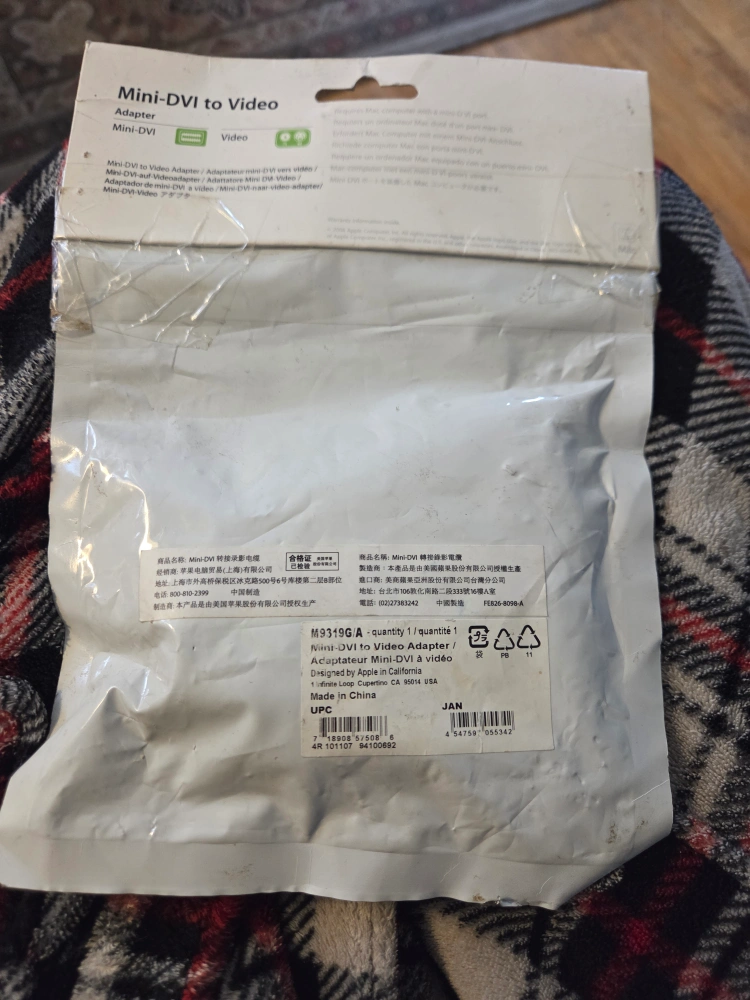 Mini-DVI to Video
Adapter
Mini-DVI Video
Mini-DVI to Video Adapter / Adaptateur mini-DVI vers vidéo /
Mini-DVI-auf-Videoadapter / Adattatore Mini DVI-Video /
Adaptador de mini-DVI a vídeo / Mini-DVI-naar-video-adapter/
Mini-DVI-Video アダプタ
Requires Mac computer with a mini-DVI port.
商品名称: Mini-DVI 转接录影电缆
经销商: 苹果电脑贸易(上海)有限公司
地址: 上海市外高桥保税区冰克路500号6号库楼第二层8部位
电话: 800-810-2399 中国制造
制造商: 本产品是由美国苹果股份有限公司授权生产
合格证
已检验
商品名稱: Mini-DVI 轉接錄影電纜
製造商: 本產品是由美國蘋果股份有限公司授權生產
進口商: 美商蘋果亞洲股份有限公司台灣分公司
地址: 台北市106敦化南路二段333號16樓A室
電話: (02)27383242 中國製造 FE826-8098-A
M9319G/A - quantity 1 / quantité 1
Mini-DVI to Video Adapter /
Adaptateur Mini-DVI à vidéo
Designed by Apple in California
1 Infinite Loop Cupertino CA 95014 USA
Made in China
UPC JAN
7 18908 57508 6
4 54759 055342
4R 101107 94100692
プラ
袋 PB 11